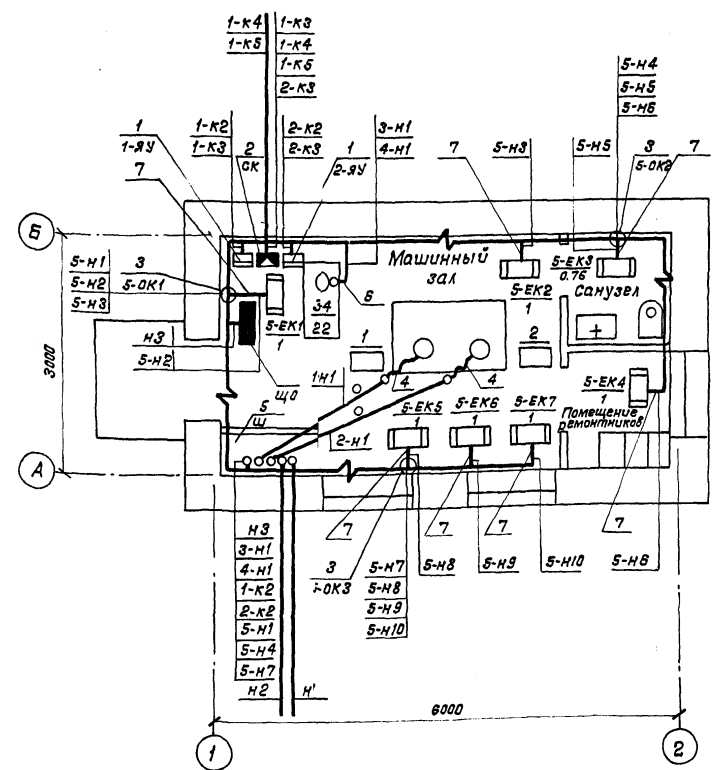 1-К4
1-К5
1-К3
1-К4
1-К5
2-К3
5-Н4
5-Н5
5-Н6
1
1-ЯУ
7
1-К2
1-К3
2
СК
2-К2
2-К3
1
2-ЯУ
3-Н1
4-Н1
7
5-Н3
5-Н5
3
5-ОК2
7
Б
5-Н1
5-Н2
5-Н3
3
5-ОК1
Машинный
зал
5-ЕК3
0.76
Санузел
5-ЕК2
1
6
34
22
5-ЕК1
1
Н3
5-Н2
ЩО
3000
1
2
1Н1
4
4
5
Щ
2-Н1
5-ЕК5
1
5-ЕК6
1
5-ЕК7
1
5-ЕК4
1
Помещение
ремонтников
А
7
7
7
7
Н3
3-Н1
4-Н1
1-К2
2-К2
5-Н1
5-Н4
5-Н7
Н2
Н'
3
-ОК3
5-Н7
5-Н8
5-Н9
5-Н10
5-Н8
5-Н9
5-Н10
5-Н6
6000
1
2